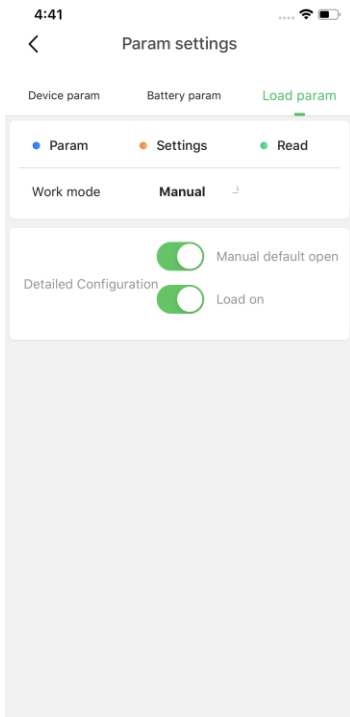 4:41
Param settings
Device param Battery param Load param
Param Settings Read
Work mode Manual
Manual default open
Detailed Configuration
Load on